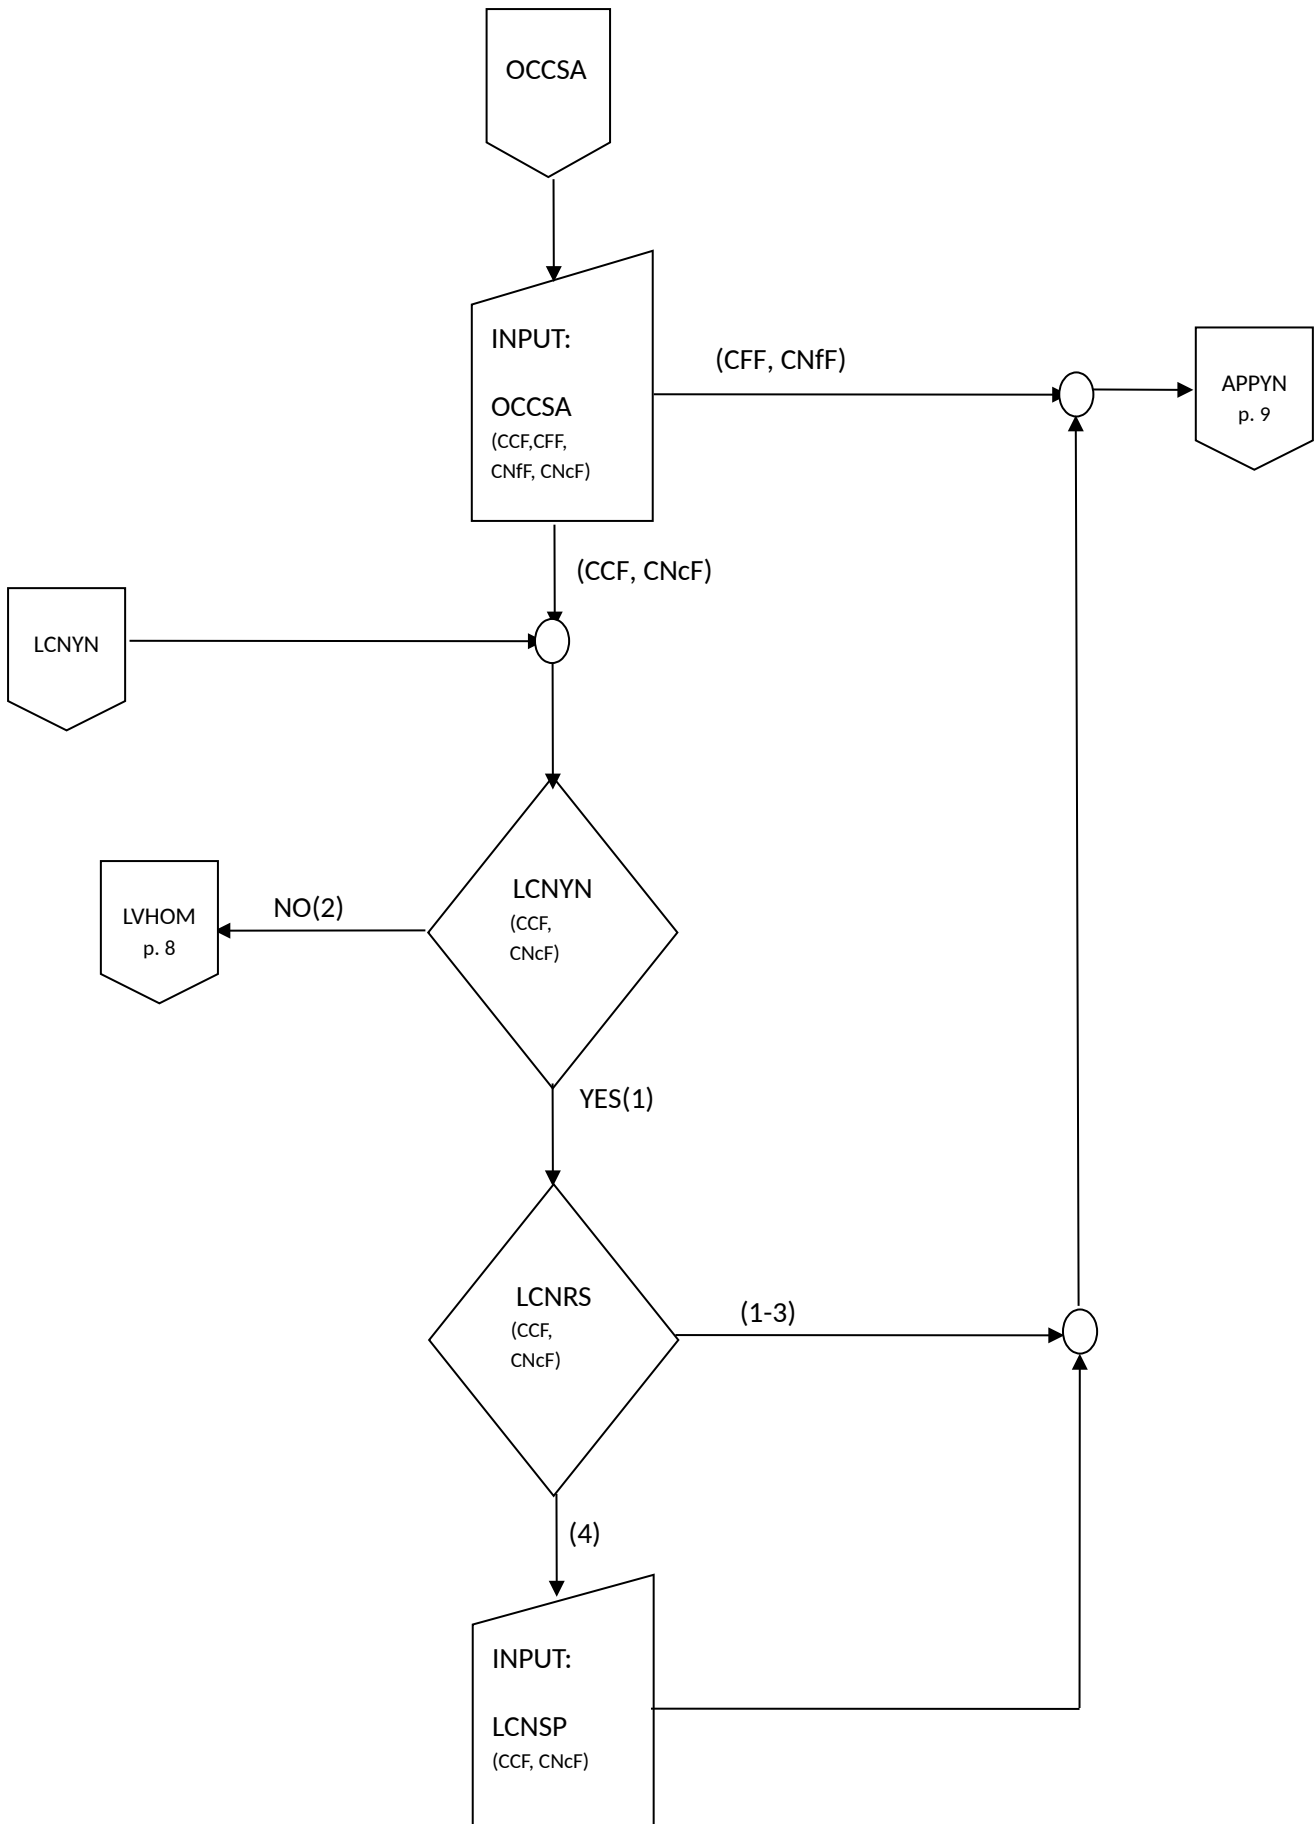 OCCSA
INPUT:
OCCSA
(CCF,CFF,
CNfF, CNcF)
(CFF, CNfF)
APPYN
p. 9
(CCF, CNcF)
LCNYN
LCNYN
(CCF,
CNcF)
NO(2)
LVHOM
p. 8
YES(1)
LCNRS
(CCF,
CNcF)
(1-3)
(4)
INPUT:
LCNSP
(CCF, CNcF)